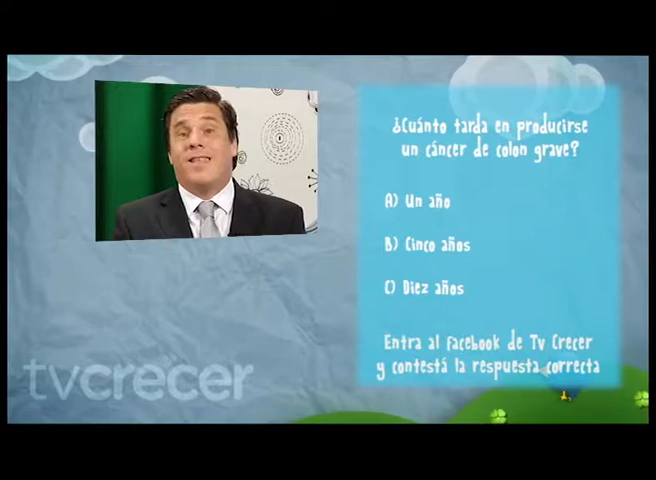 ¿Cuánto tarda en producirse
un cáncer de colon grave?
A) Un año
B) Cinco años
C) Diez años
Entra al Facebook de Tv Crecer
y contestá la respuesta correcta
tvcrecer